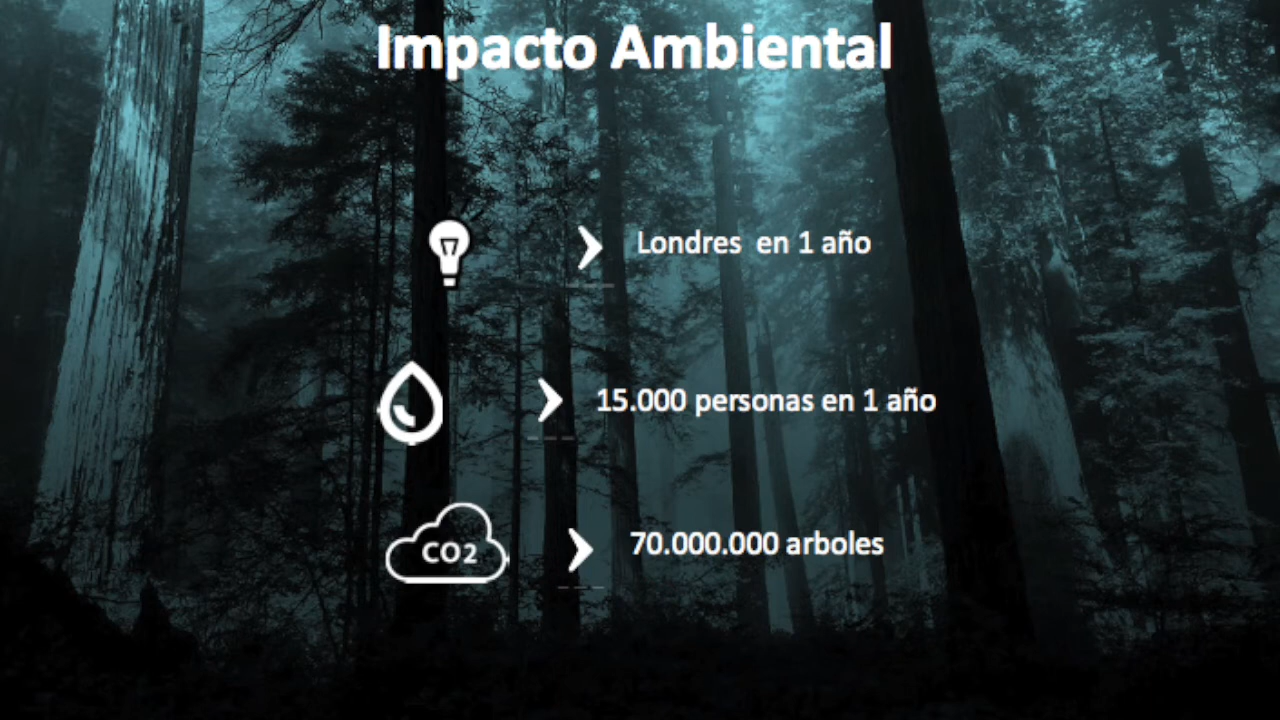 Impacto Ambiental
Londres en 1 año
15.000 personas en 1 año
CO2
70.000.000 arboles